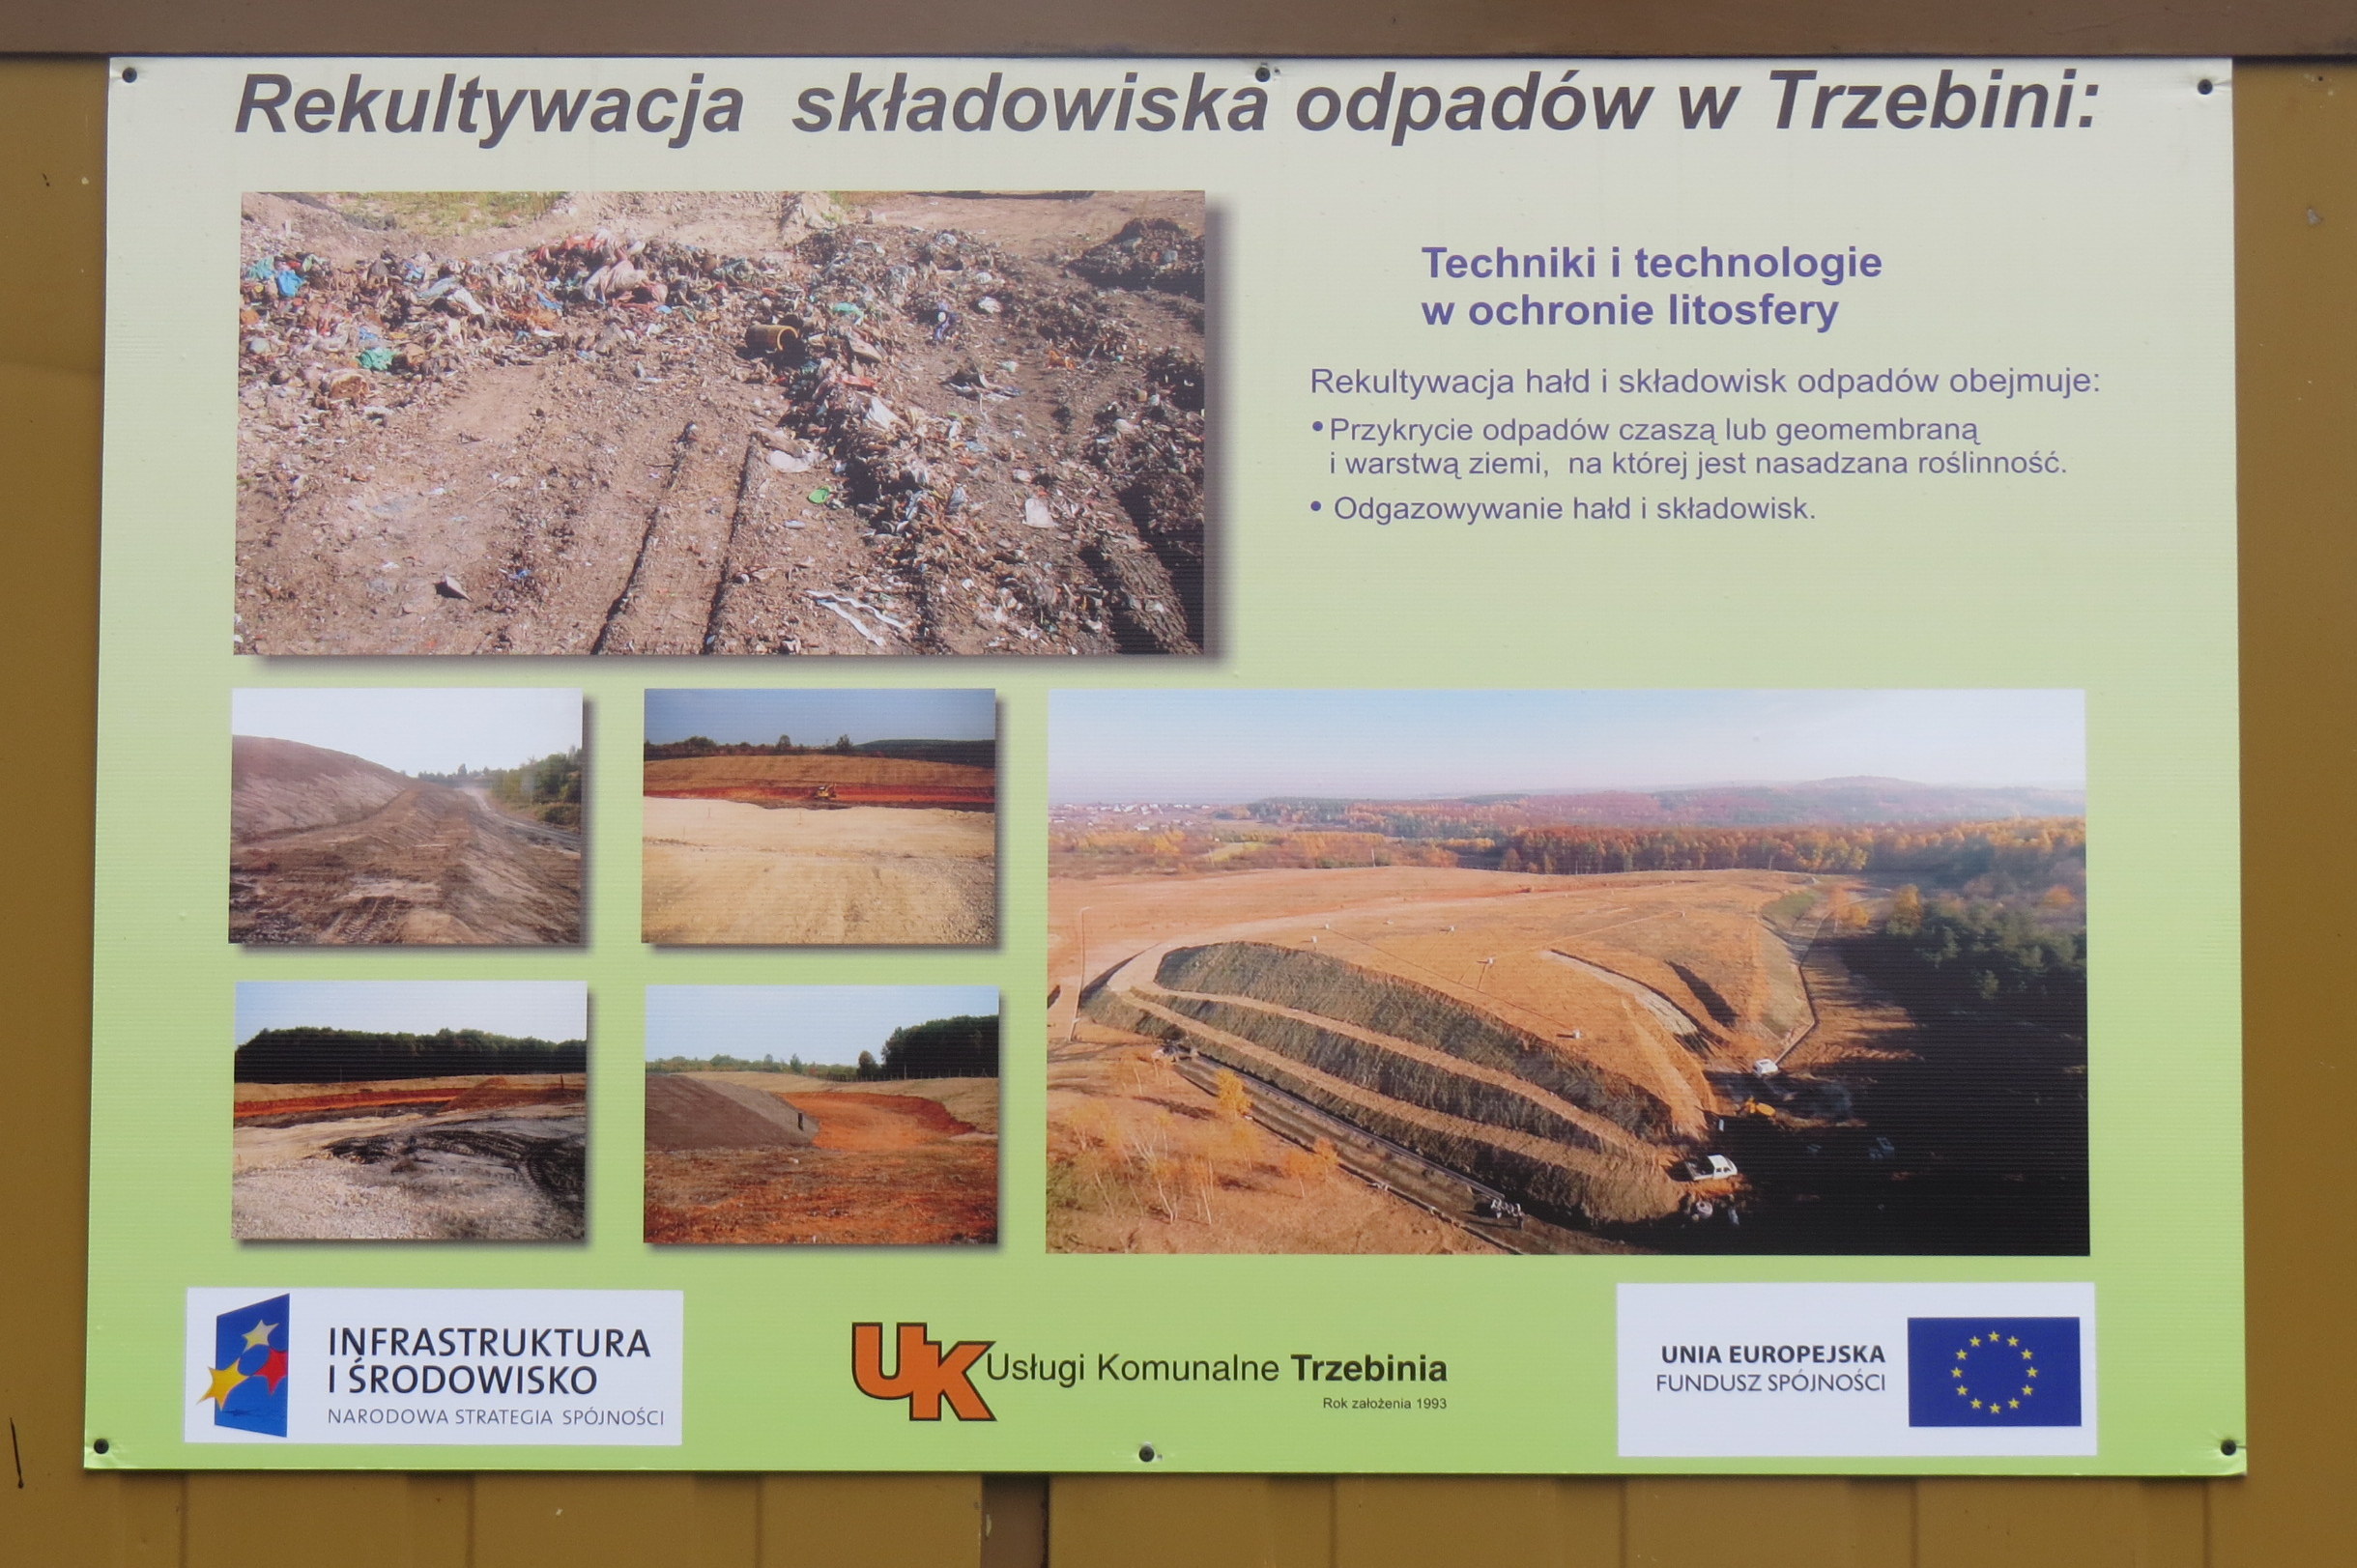 Rekultywacja składowiska odpadów w Trzebini:
Techniki i technologie
w ochronie litosfery
Rekultywacja hałd i składowisk odpadów obejmuje:
• Przykrycie odpadów czaszą lub geomembraną
i warstwą ziemi, na której jest nasadzana roślinność.
• Odgazowywanie hałd i składowisk.
INFRASTRUKTURA
I ŚRODOWISKO
NARODOWA STRATEGIA SPÓJNOŚCI
UK Usługi Komunalne Trzebinia
Rok założenia 1993
UNIA EUROPEJSKA
FUNDUSZ SPÓJNOŚCI